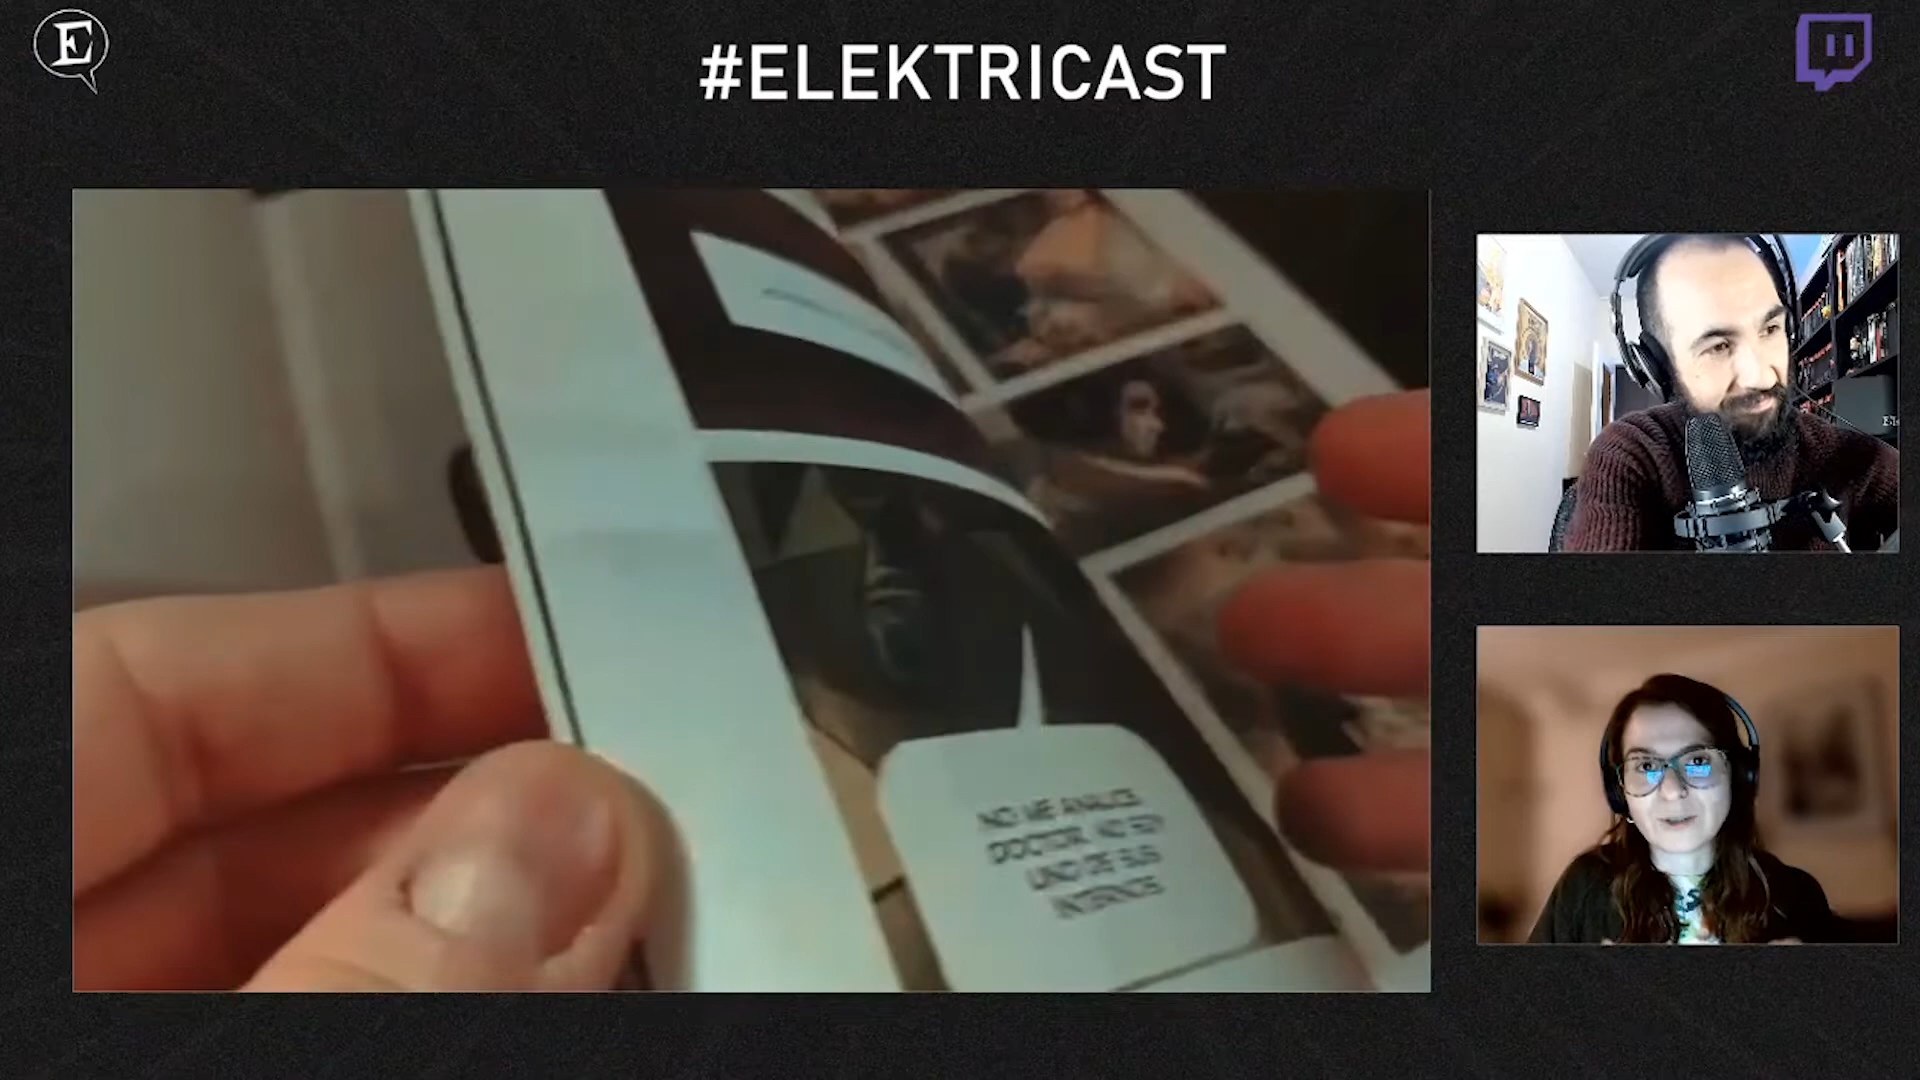 E
#ELEKTRICAST
NO ME ANALICE,
DOCTOR. NO SOY
UNO DE SUS
INTERNOS.